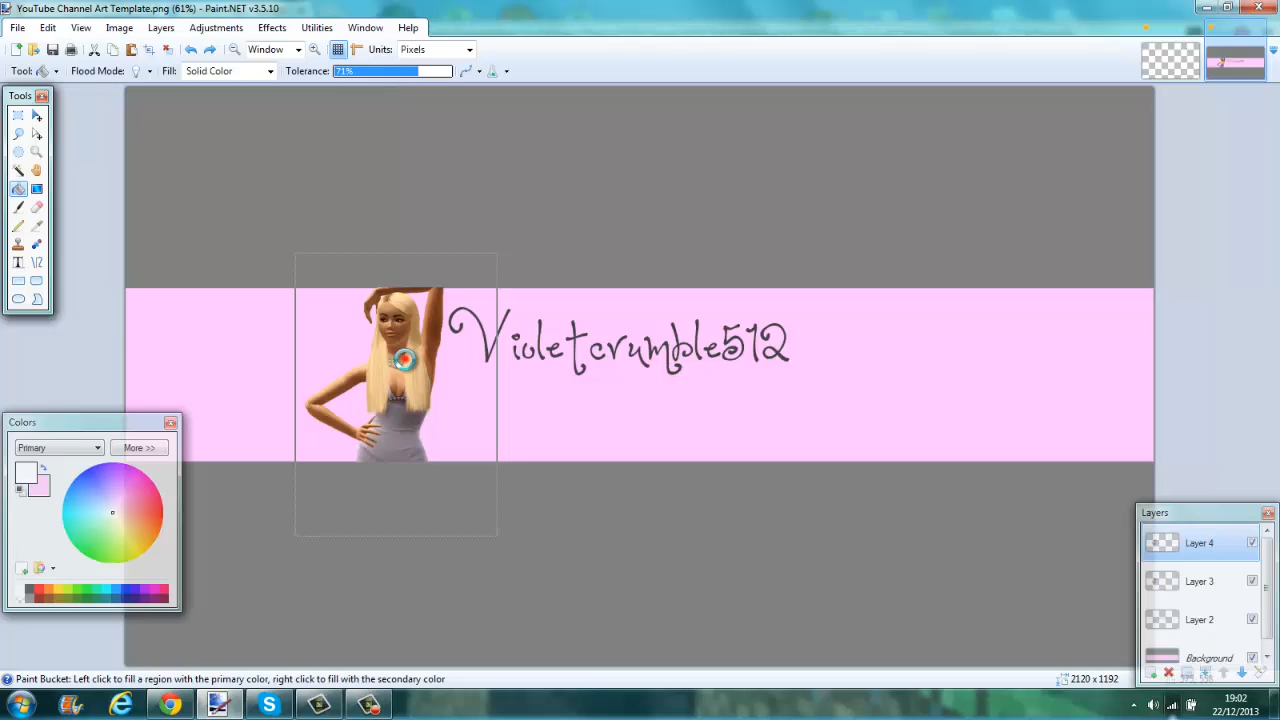 YouTube Channel Art Template.png (61%) - Paint.NET v3.5.10
File Edit View Image Layers Adjustments Effects Utilities Window Help
Window Units: Pixels
Tool: Flood Mode: Fill: Solid Color Tolerance: 71%
Tools
Violetcrumble512
Colors
Primary More >>
Layers
Layer 4
Layer 3
Layer 2
Background
Paint Bucket: Left click to fill a region with the primary color, right click to fill with the secondary color
2120 x 1192
19:02
22/12/2013